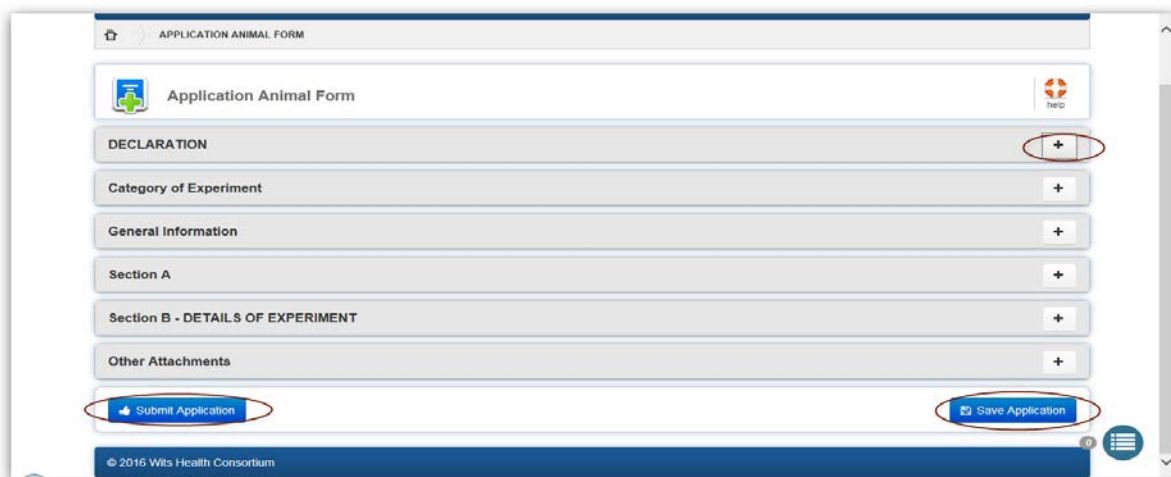 APPLICATION ANIMAL FORM
Application Animal Form
help
DECLARATION
+
Category of Experiment
+
General Information
+
Section A
+
Section B - DETAILS OF EXPERIMENT
+
Other Attachments
+
Submit Application
Save Application
0
© 2016 Wits Health Consortium